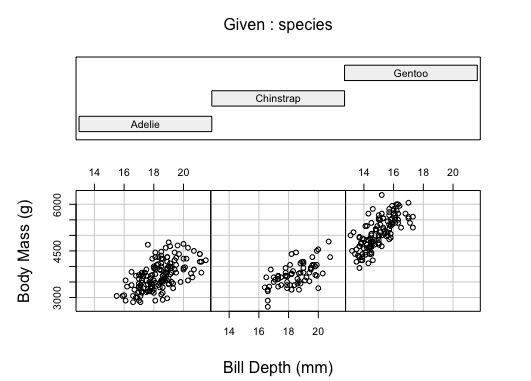 Given : species
Gentoo
Chinstrap
Adelie
14 16 18 20 14 16 18 20
Body Mass (g)
6000
4500
3000
14 16 18 20
Bill Depth (mm)